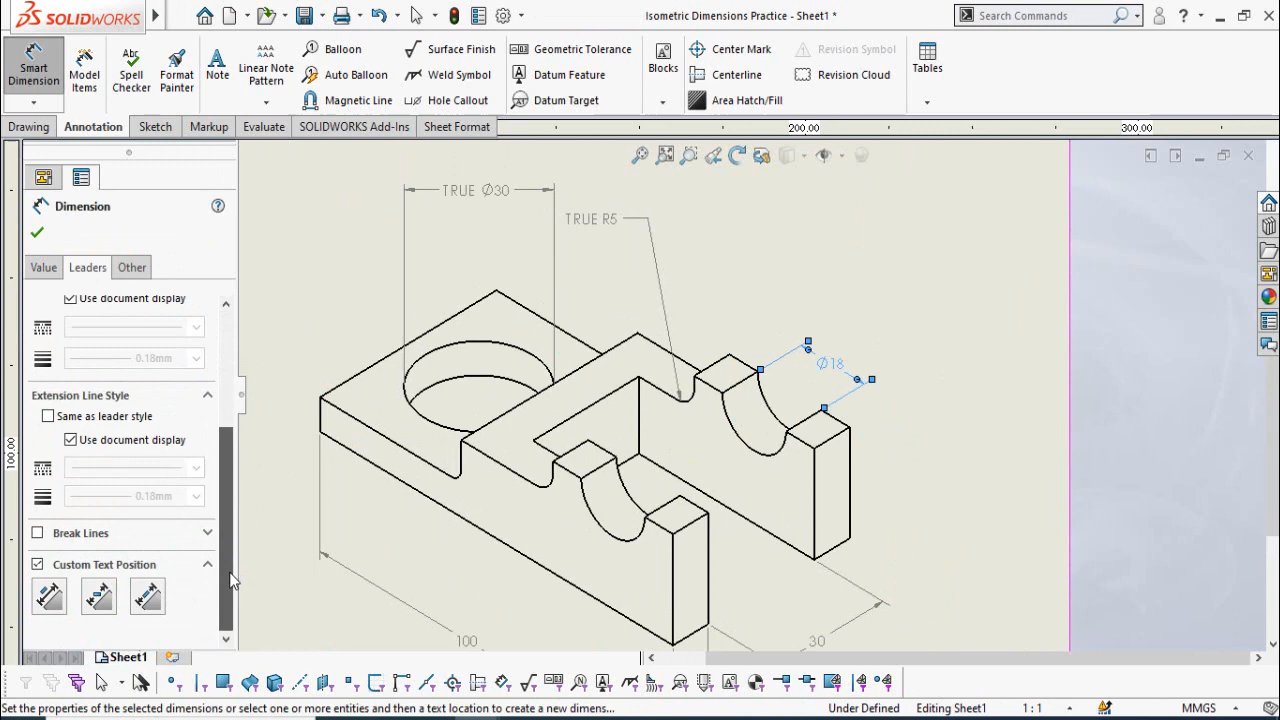 SOLIDWORKS
Isometric Dimensions Practice - Sheet1 *
Search Commands
Smart Dimension
Model Items
Spell Checker
Format Painter
Note
Linear Note Pattern
Balloon
Auto Balloon
Magnetic Line
Surface Finish
Weld Symbol
Hole Callout
Geometric Tolerance
Datum Feature
Datum Target
Blocks
Center Mark
Centerline
Area Hatch/Fill
Revision Symbol
Revision Cloud
Tables
Drawing
Annotation
Sketch
Markup
Evaluate
SOLIDWORKS Add-Ins
Sheet Format
200.00
300.00
100.00
Dimension
Value
Leaders
Other
Use document display
0.18mm
Extension Line Style
Same as leader style
Use document display
0.18mm
Break Lines
Custom Text Position
TRUE Ø30
TRUE R5
Ø18
100
30
Sheet1
Set the properties of the selected dimensions or select one or more entities and then a text location to create a new dimens...
Under Defined
Editing Sheet1
1 : 1
MMGS